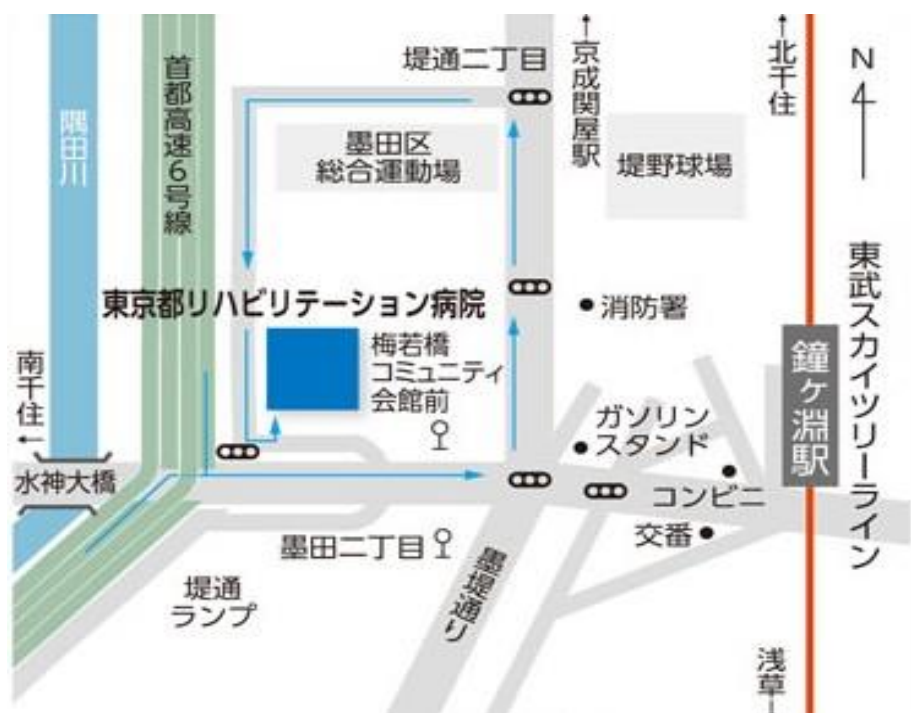 堤通二丁目
↑京成関屋駅
↑北千住
N
首都高速6号線
隅田川
墨田区
総合運動場
堤野球場
東武スカイツリーライン
東京都リハビリテーション病院
消防署
梅若橋
コミュニティ
会館前
鐘ヶ淵駅
南千住
←
ガソリン
スタンド
水神大橋
コンビニ
交番
墨田二丁目
墨堤通り
堤通
ランプ
浅草